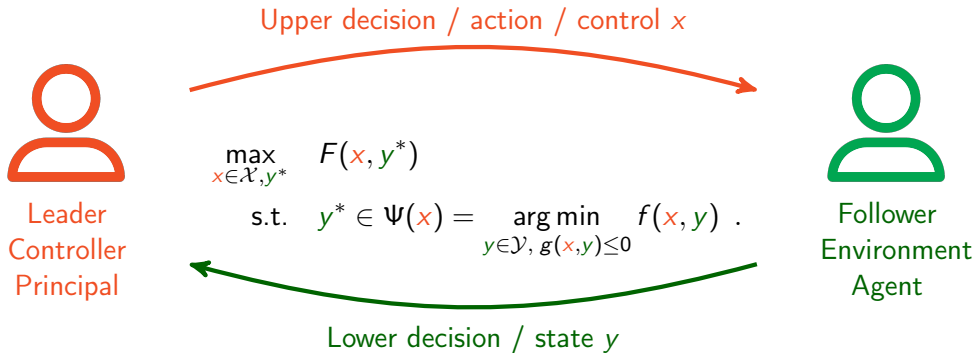 Upper decision / action / control x
max F(x, y*)
x∈𝒳, y*
s.t. y* ∈ Ψ(x) = arg min f(x, y) .
y∈𝒴, g(x,y)≤0
Leader
Controller
Principal
Follower
Environment
Agent
Lower decision / state y